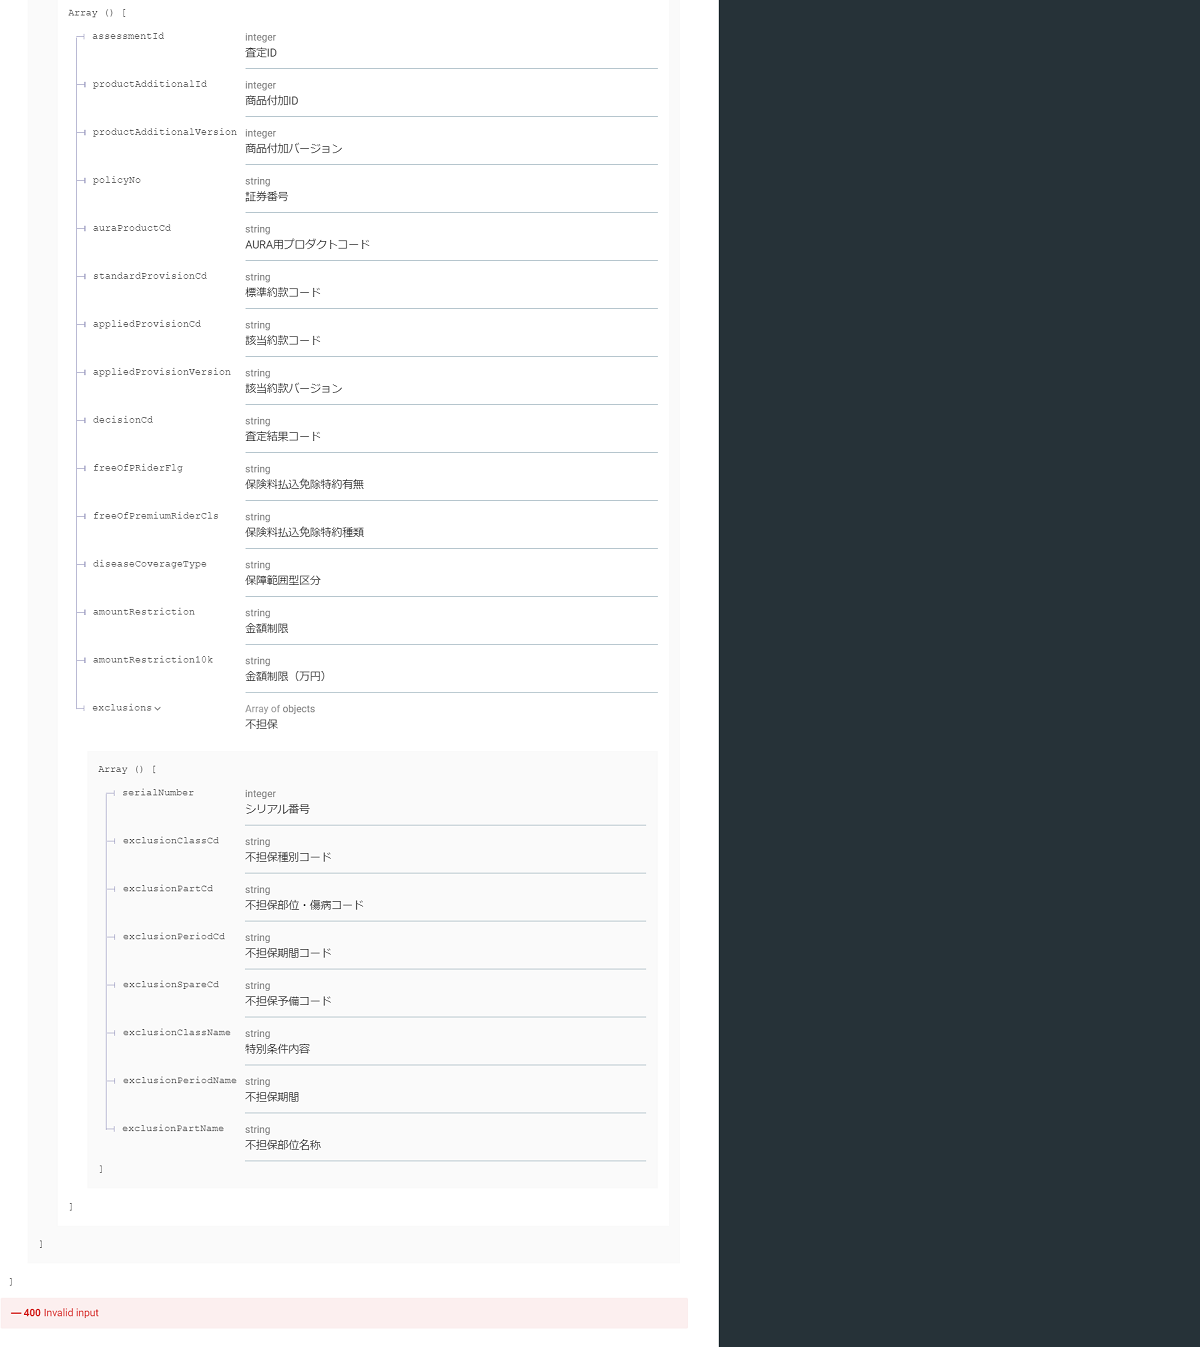 Array () [
assessmentId integer
査定ID
productAdditionalId integer
商品付加ID
productAdditionalVersion integer
商品付加バージョン
policyNo string
証券番号
auraProductCd string
AURA用プロダクトコード
standardProvisionCd string
標準約款コード
appliedProvisionCd string
該当約款コード
appliedProvisionVersion string
該当約款バージョン
decisionCd string
査定結果コード
freeOfPRiderFlg string
保険料払込免除特約有無
freeOfPremiumRiderCls string
保険料払込免除特約種類
diseaseCoverageType string
保障範囲型区分
amountRestriction string
金額制限
amountRestriction10k string
金額制限（万円）
exclusions Array of objects
不担保
Array () [
serialNumber integer
シリアル番号
exclusionClassCd string
不担保種別コード
exclusionPartCd string
不担保部位・傷病コード
exclusionPeriodCd string
不担保期間コード
exclusionSpareCd string
不担保予備コード
exclusionClassName string
特別条件内容
exclusionPeriodName string
不担保期間
exclusionPartName string
不担保部位名称
]
]
]
]
— 400 Invalid input